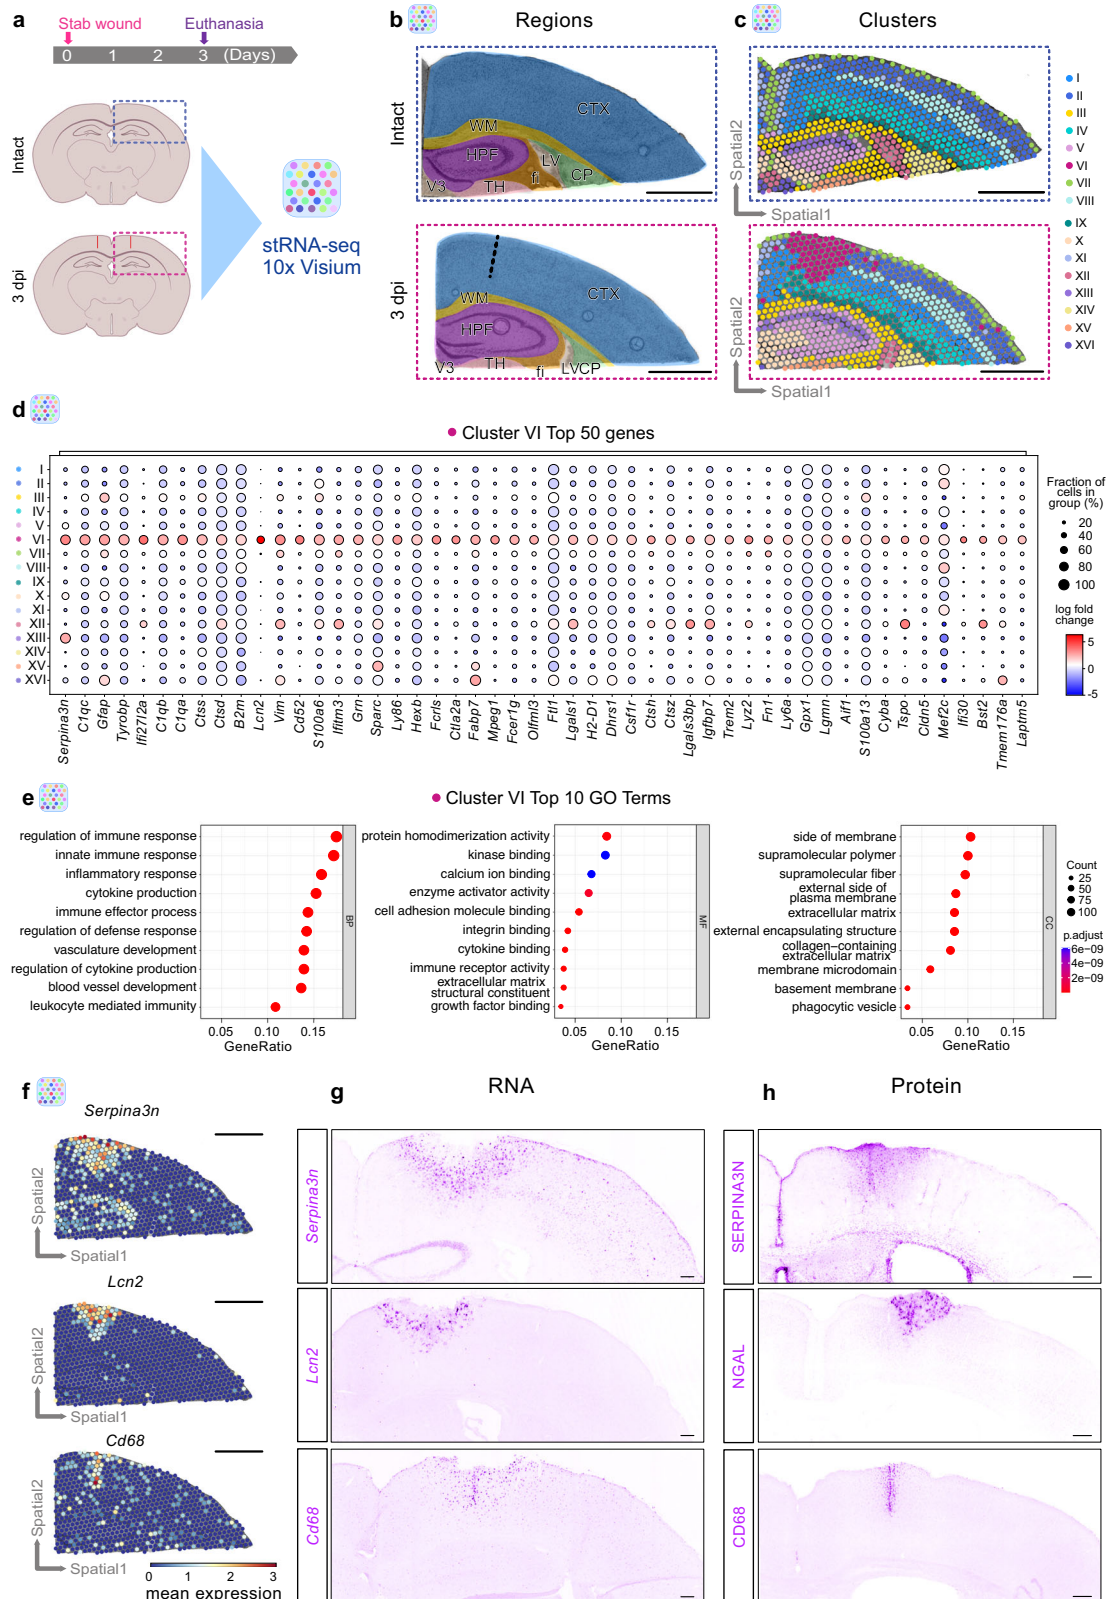 a
Stab wound
Euthanasia
0 1 2 3 (Days)
Intact
3 dpi
stRNA-seq
10x Visium
b
Regions
Intact
CTX
WM
HPF
LV
fi
CP
V3
TH
3 dpi
CTX
WM
HPF
TH
V3
fi
LV
CP
c
Clusters
Spatial2
Spatial1
Spatial2
Spatial1
I
II
III
IV
V
VI
VII
VIII
IX
X
XI
XII
XIII
XIV
XV
XVI
d
Cluster VI Top 50 genes
I
II
III
IV
V
VI
VII
VIII
IX
X
XI
XII
XIII
XIV
XV
XVI
Serpina3n
C1qc
Gfap
Tyrobp
Ifi27l2a
C1qb
C1qa
Ctss
Ctsd
B2m
Lcn2
Vim
Cd52
S100a6
Ifitm3
Grn
Sparc
Ly86
Hexb
Fcrls
Ctla2a
Fabp7
Mpeg1
Fcer1g
Olfml3
Ftl1
Lgals1
H2-D1
Dhrs1
Csf1r
Ctsh
Ctsz
Lgals3bp
Igfbp7
Trem2
Lyz2
Fn1
Ly6a
Gpx1
Lgmn
Aif1
S100a13
Cyba
Tspo
Cldn5
Mef2c
Ifi30
Bst2
Tmem176a
Laptm5
Fraction of
cells in
group (%)
20
40
60
80
100
log fold
change
5
0
-5
e
Cluster VI Top 10 GO Terms
regulation of immune response
innate immune response
inflammatory response
cytokine production
immune effector process
regulation of defense response
vasculature development
regulation of cytokine production
blood vessel development
leukocyte mediated immunity
BP
0.05 0.10 0.15
GeneRatio
protein homodimerization activity
kinase binding
calcium ion binding
enzyme activator activity
cell adhesion molecule binding
integrin binding
cytokine binding
immune receptor activity
extracellular matrix
structural constituent
growth factor binding
MF
0.05 0.10 0.15
GeneRatio
side of membrane
supramolecular polymer
supramolecular fiber
external side of
plasma membrane
extracellular matrix
external encapsulating structure
collagen−containing
extracellular matrix
membrane microdomain
basement membrane
phagocytic vesicle
CC
0.05 0.10 0.15
GeneRatio
Count
25
50
75
100
p.adjust
6e−09
4e−09
2e−09
f
Serpina3n
Spatial2
Spatial1
Lcn2
Spatial2
Spatial1
Cd68
Spatial2
Spatial1
0 1 2 3
mean expression
g
RNA
Serpina3n
Lcn2
Cd68
h
Protein
SERPINA3N
NGAL
CD68